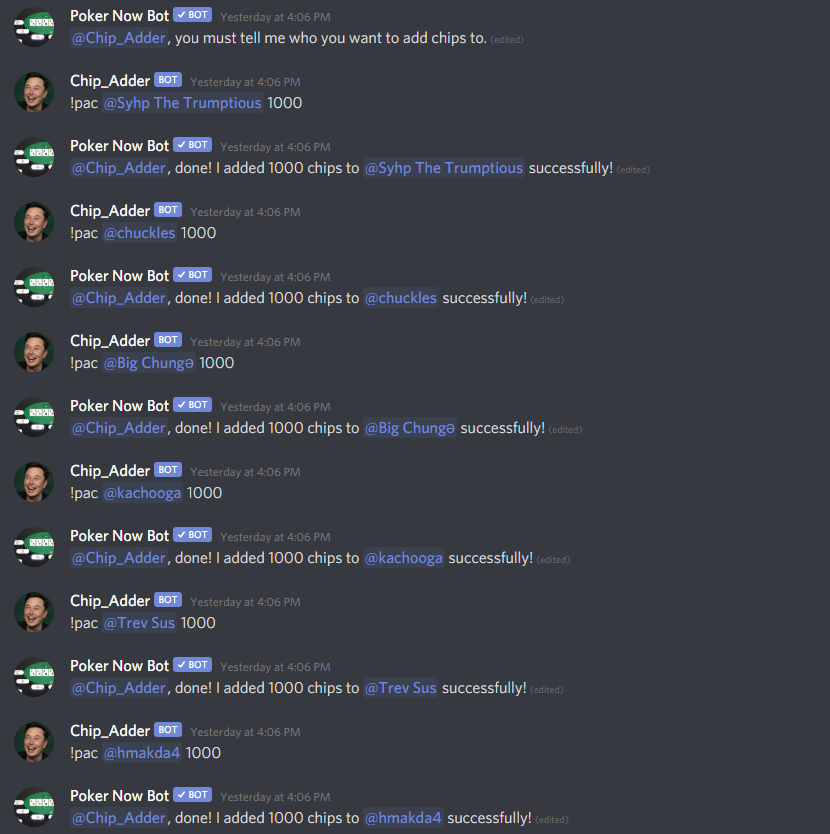 Poker Now Bot ✓ BOT Yesterday at 4:06 PM
@Chip_Adder, you must tell me who you want to add chips to. (edited)
Chip_Adder BOT Yesterday at 4:06 PM
!pac @Syhp The Trumptious 1000
Poker Now Bot ✓ BOT Yesterday at 4:06 PM
@Chip_Adder, done! I added 1000 chips to @Syhp The Trumptious successfully! (edited)
Chip_Adder BOT Yesterday at 4:06 PM
!pac @chuckles 1000
Poker Now Bot ✓ BOT Yesterday at 4:06 PM
@Chip_Adder, done! I added 1000 chips to @chuckles successfully! (edited)
Chip_Adder BOT Yesterday at 4:06 PM
!pac @Big Chungə 1000
Poker Now Bot ✓ BOT Yesterday at 4:06 PM
@Chip_Adder, done! I added 1000 chips to @Big Chungə successfully! (edited)
Chip_Adder BOT Yesterday at 4:06 PM
!pac @kachooga 1000
Poker Now Bot ✓ BOT Yesterday at 4:06 PM
@Chip_Adder, done! I added 1000 chips to @kachooga successfully! (edited)
Chip_Adder BOT Yesterday at 4:06 PM
!pac @Trev Sus 1000
Poker Now Bot ✓ BOT Yesterday at 4:06 PM
@Chip_Adder, done! I added 1000 chips to @Trev Sus successfully! (edited)
Chip_Adder BOT Yesterday at 4:06 PM
!pac @hmakda4 1000
Poker Now Bot ✓ BOT Yesterday at 4:06 PM
@Chip_Adder, done! I added 1000 chips to @hmakda4 successfully! (edited)